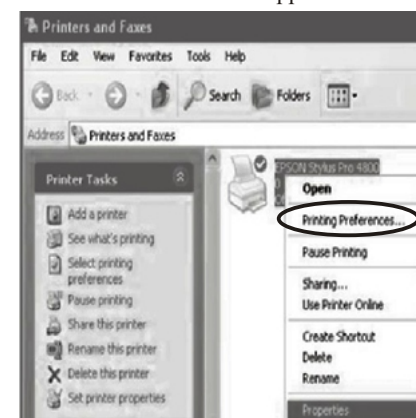 Printers and Faxes
File Edit View Favorites Tools Help
Back Search Folders
Address Printers and Faxes
Printer Tasks
Add a printer
See what's printing
Select printing
preferences
Pause printing
Share this printer
Rename this printer
Delete this printer
Set printer properties
EPSON Stylus Pro 4800
0
Open
Printing Preferences...
Pause Printing
Sharing...
Use Printer Online
Create Shortcut
Delete
Rename
Properties